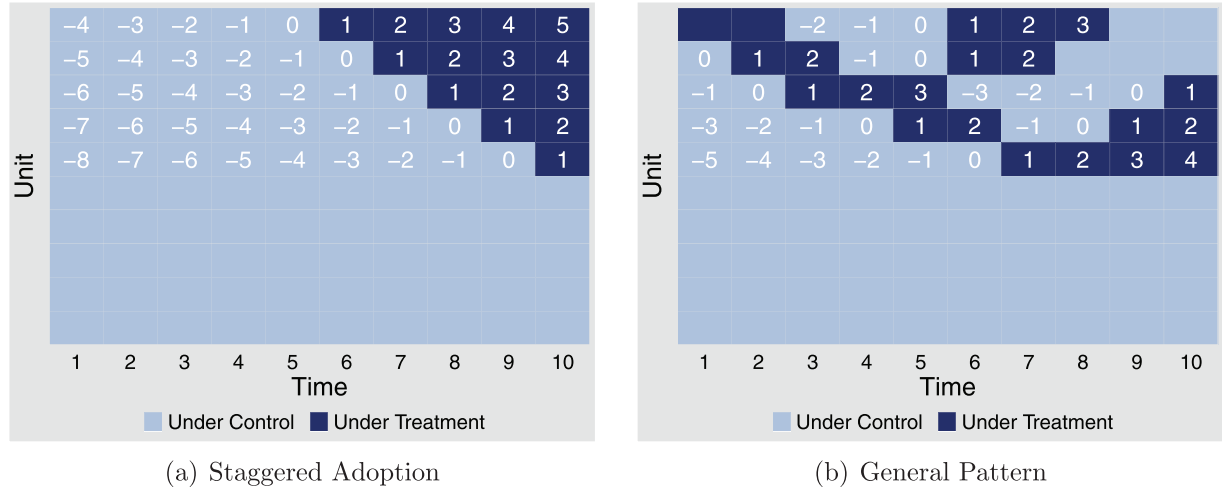 −4 −3 −2 −1 0 1 2 3 4 5
−5 −4 −3 −2 −1 0 1 2 3 4
−6 −5 −4 −3 −2 −1 0 1 2 3
−7 −6 −5 −4 −3 −2 −1 0 1 2
−8 −7 −6 −5 −4 −3 −2 −1 0 1
Unit
1 2 3 4 5 6 7 8 9 10
Time
Under Control Under Treatment
(a) Staggered Adoption
−2 −1 0 1 2 3
0 1 2 −1 0 1 2
−1 0 1 2 3 −3 −2 −1 0 1
−3 −2 −1 0 1 2 −1 0 1 2
−5 −4 −3 −2 −1 0 1 2 3 4
Unit
1 2 3 4 5 6 7 8 9 10
Time
Under Control Under Treatment
(b) General Pattern